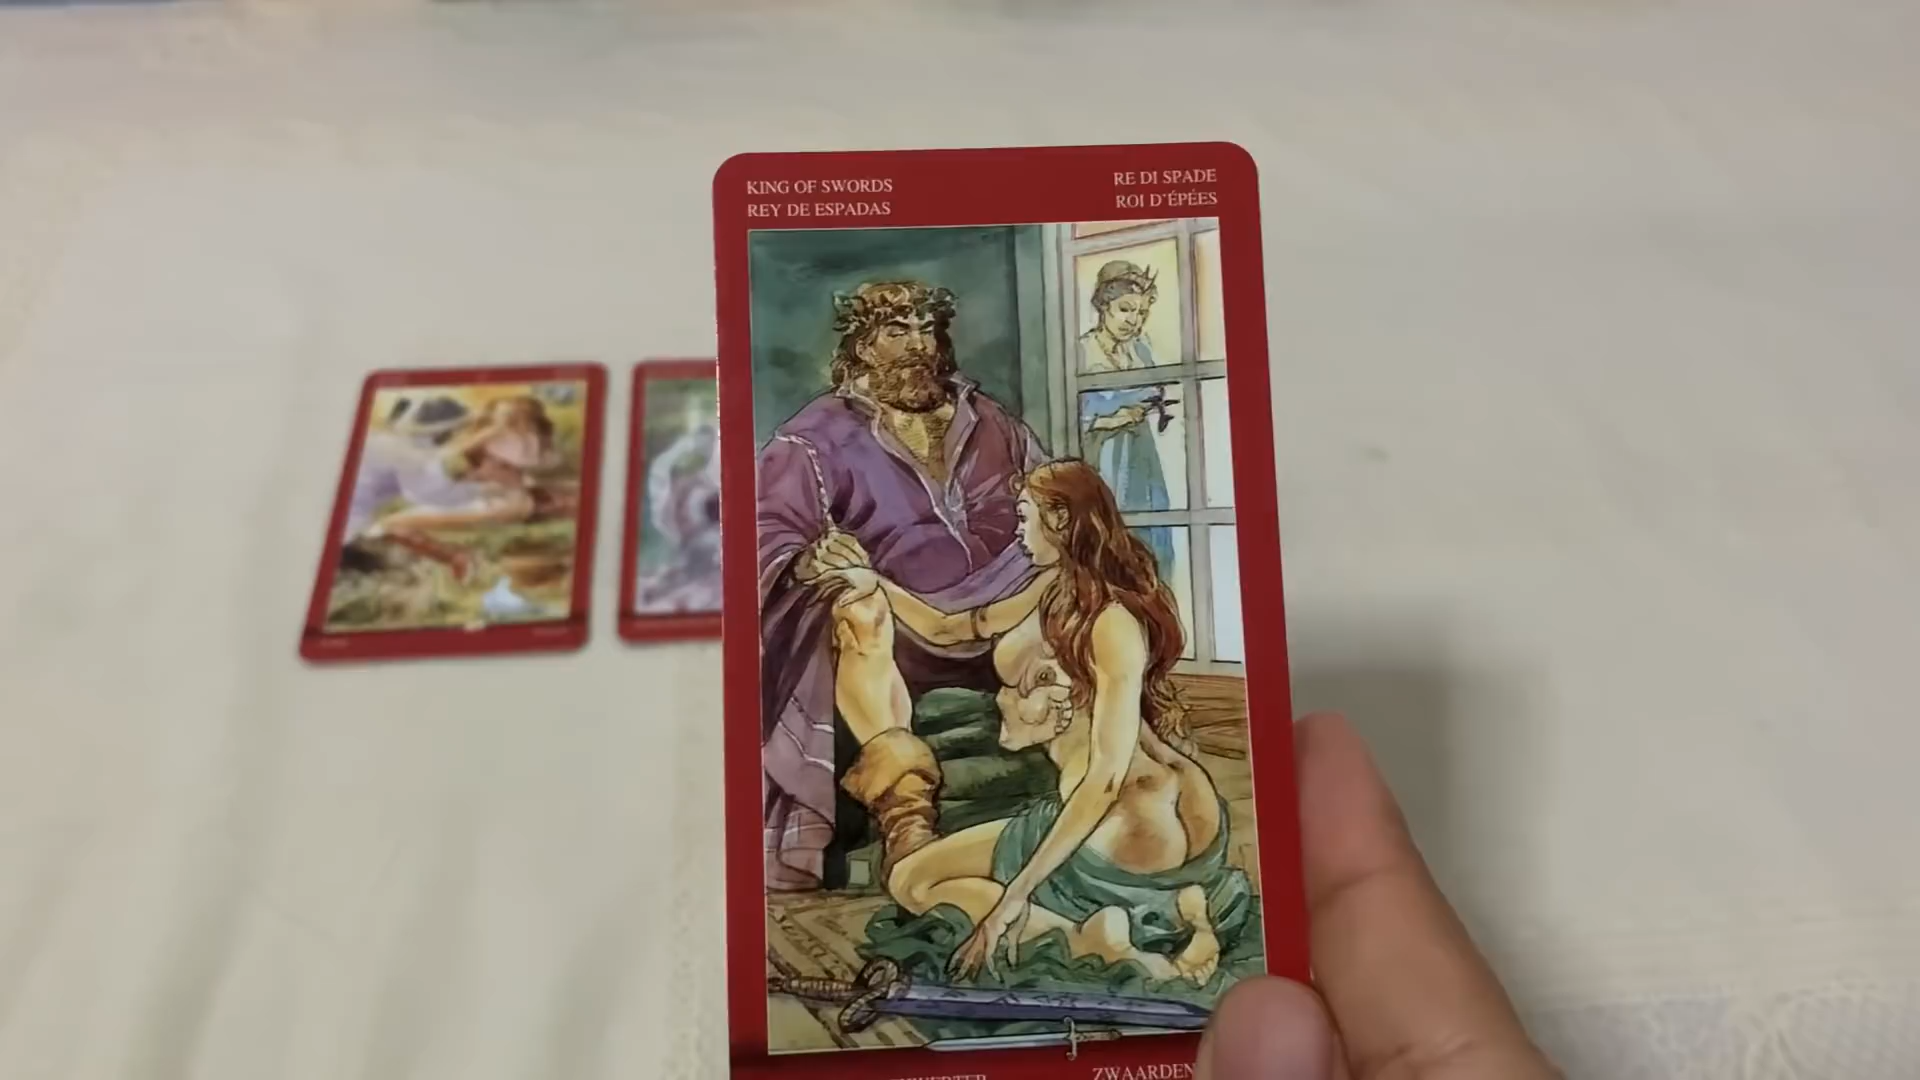 KING OF SWORDS
REY DE ESPADAS
RE DI SPADE
ROI D'ÉPÉES
ZWAARDEN